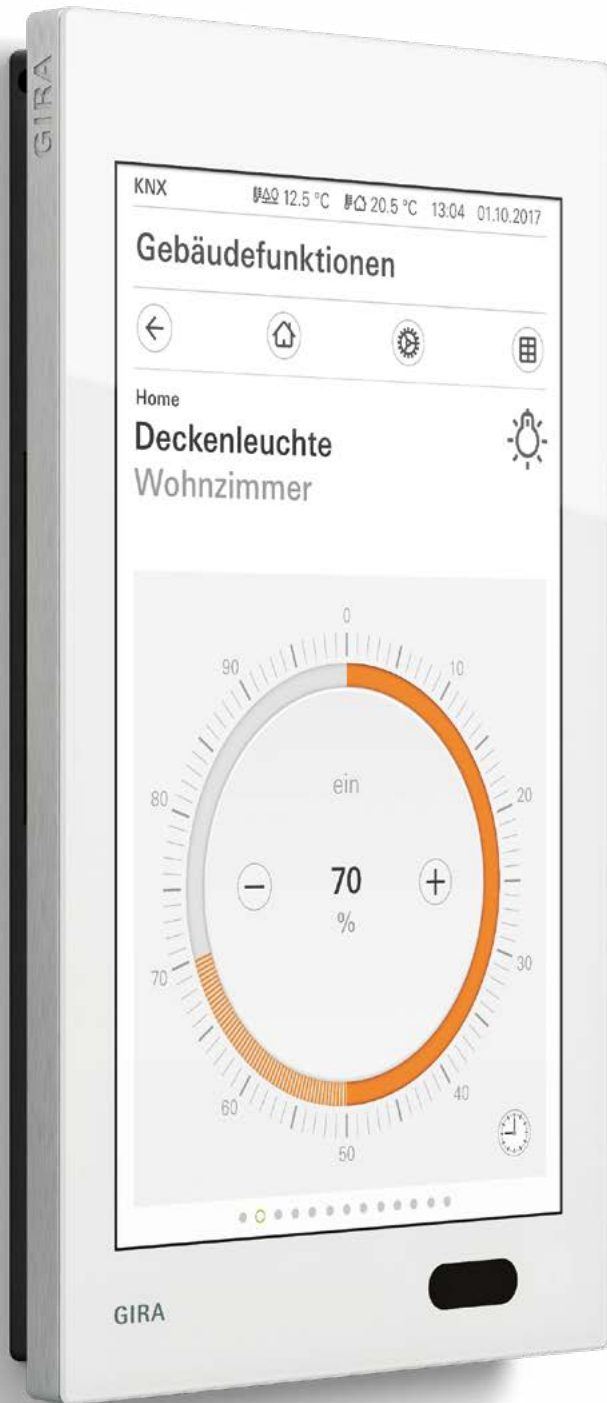 GIRA
KNX 12.5 °C 20.5 °C 13:04 01.10.2017
Gebäudefunktionen
Home
Deckenleuchte
Wohnzimmer
0
90 10
ein
80 20
70
%
70 30
60 40
50
GIRA